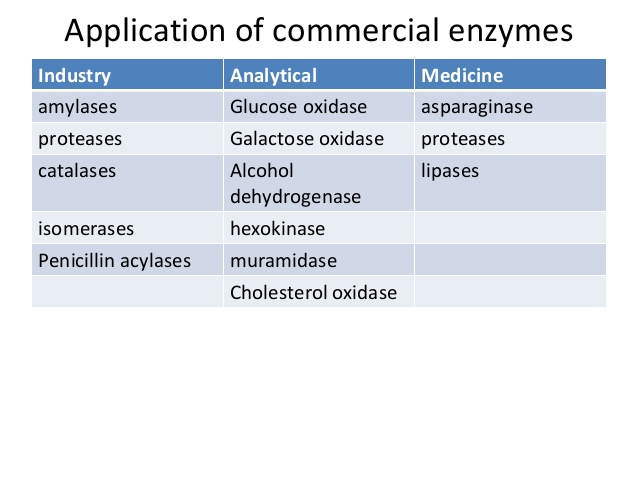 Application of commercial enzymes
Industry Analytical Medicine
amylases Glucose oxidase asparaginase
proteases Galactose oxidase proteases
catalases Alcohol lipases
dehydrogenase
isomerases hexokinase
Penicillin acylases muramidase
Cholesterol oxidase